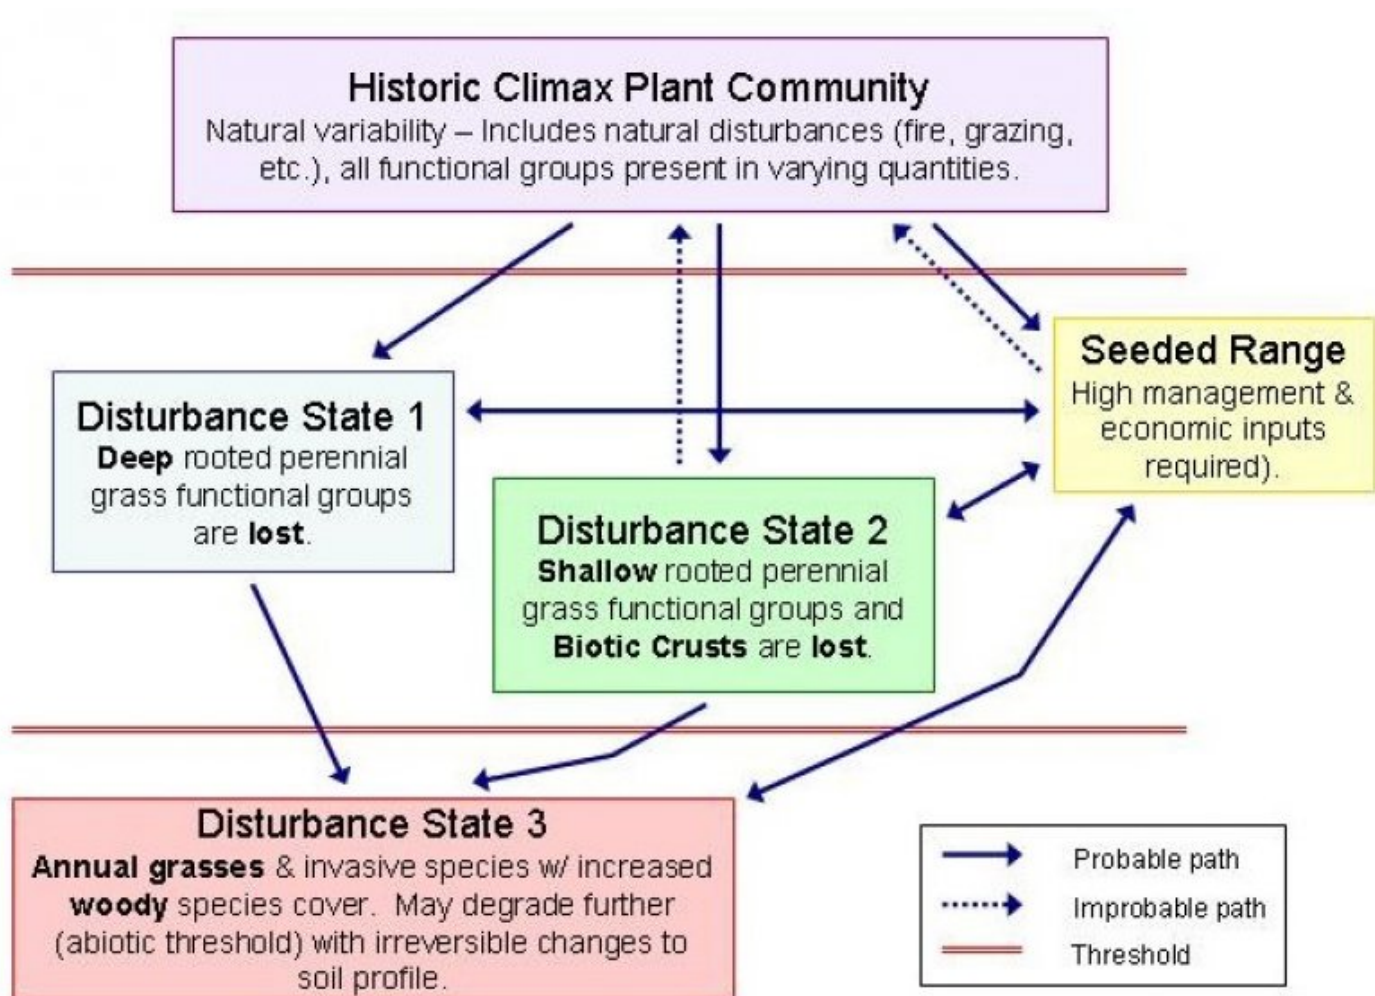 Historic Climax Plant Community
Natural variability – Includes natural disturbances (fire, grazing,
etc.), all functional groups present in varying quantities.
Seeded Range
High management &
economic inputs
required).
Disturbance State 1
Deep rooted perennial
grass functional groups
are lost.
Disturbance State 2
Shallow rooted perennial
grass functional groups and
Biotic Crusts are lost.
Disturbance State 3
Annual grasses & invasive species w/ increased
woody species cover. May degrade further
(abiotic threshold) with irreversible changes to
soil profile.
Probable path
Improbable path
Threshold